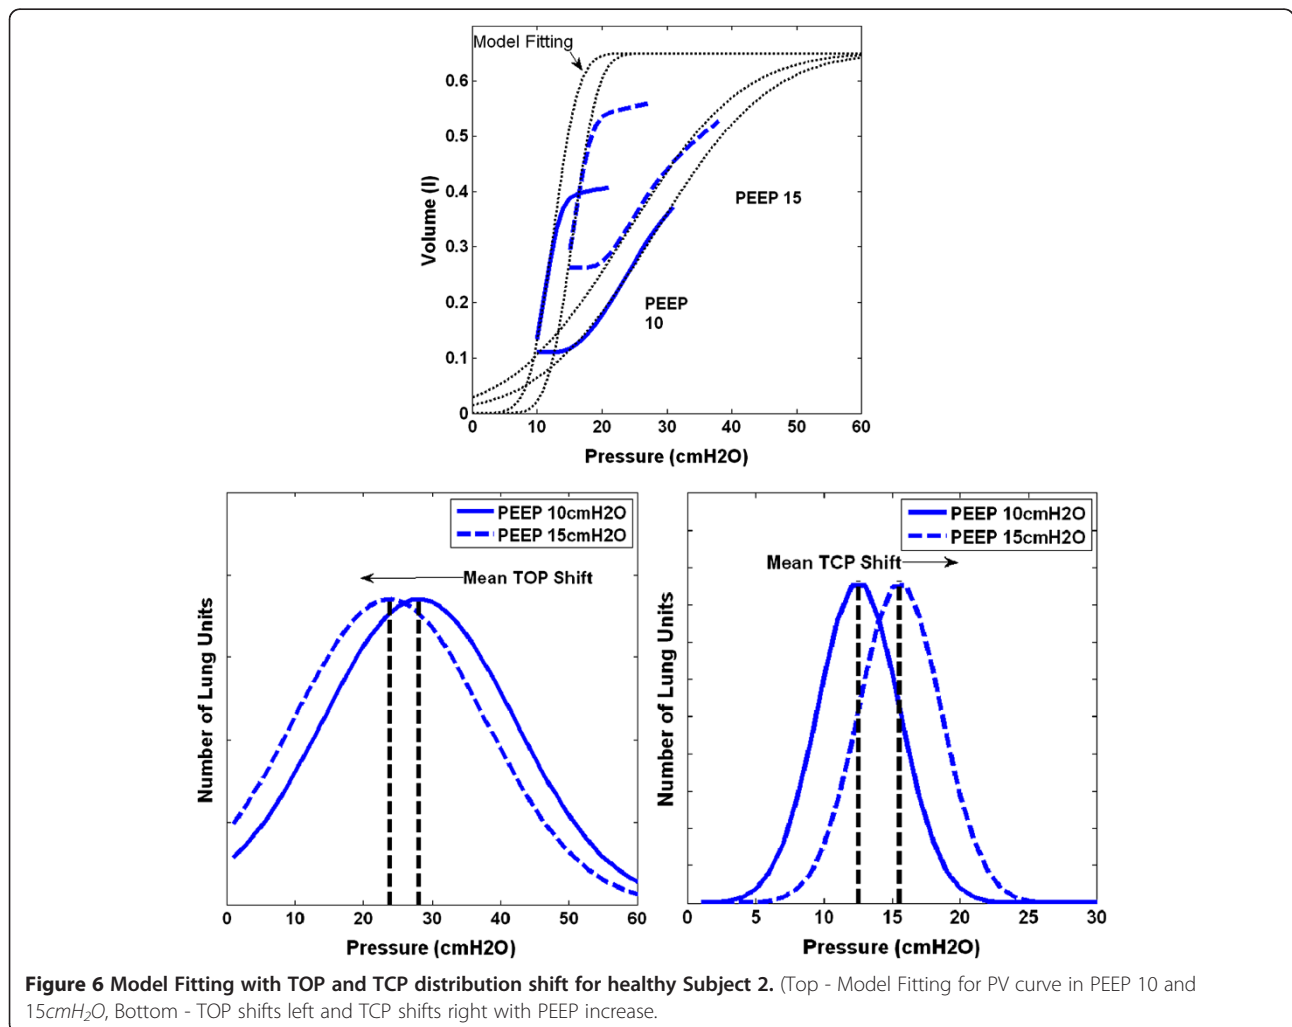 Model Fitting
Volume (l)
0.6
0.5
0.4
0.3
0.2
0.1
0
PEEP 15
PEEP
10
0 10 20 30 40 50 60
Pressure (cmH2O)
PEEP 10cmH2O
PEEP 15cmH2O
Mean TOP Shift
Number of Lung Units
0 10 20 30 40 50 60
Pressure (cmH2O)
PEEP 10cmH2O
PEEP 15cmH2O
Mean TCP Shift
Number of Lung Units
0 5 10 15 20 25 30
Pressure (cmH2O)
Figure 6 Model Fitting with TOP and TCP distribution shift for healthy Subject 2. (Top - Model Fitting for PV curve in PEEP 10 and
15cmH₂O, Bottom - TOP shifts left and TCP shifts right with PEEP increase.